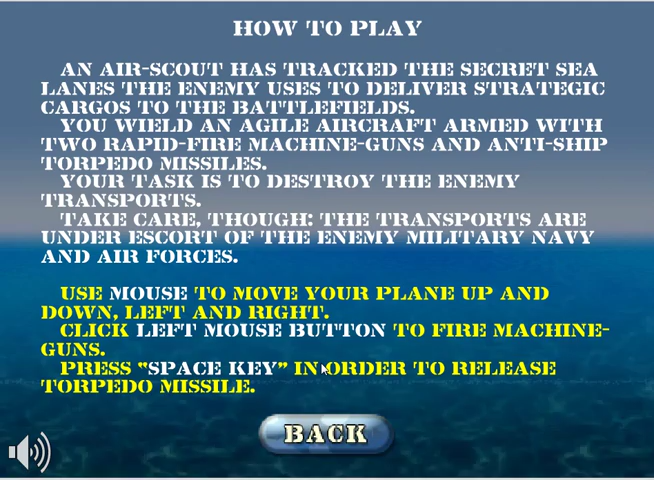 HOW TO PLAY
AN AIR-SCOUT HAS TRACKED THE SECRET SEA
LANES THE ENEMY USES TO DELIVER STRATEGIC
CARGOS TO THE BATTLEFIELDS.
YOU WIELD AN AGILE AIRCRAFT ARMED WITH
TWO RAPID-FIRE MACHINE-GUNS AND ANTI-SHIP
TORPEDO MISSILES.
YOUR TASK IS TO DESTROY THE ENEMY
TRANSPORTS.
TAKE CARE, THOUGH: THE TRANSPORTS ARE
UNDER ESCORT OF THE ENEMY MILITARY NAVY
AND AIR FORCES.
USE MOUSE TO MOVE YOUR PLANE UP AND
DOWN, LEFT AND RIGHT.
CLICK LEFT MOUSE BUTTON TO FIRE MACHINE-
GUNS.
PRESS "SPACE KEY" IN ORDER TO RELEASE
TORPEDO MISSILE.
BACK